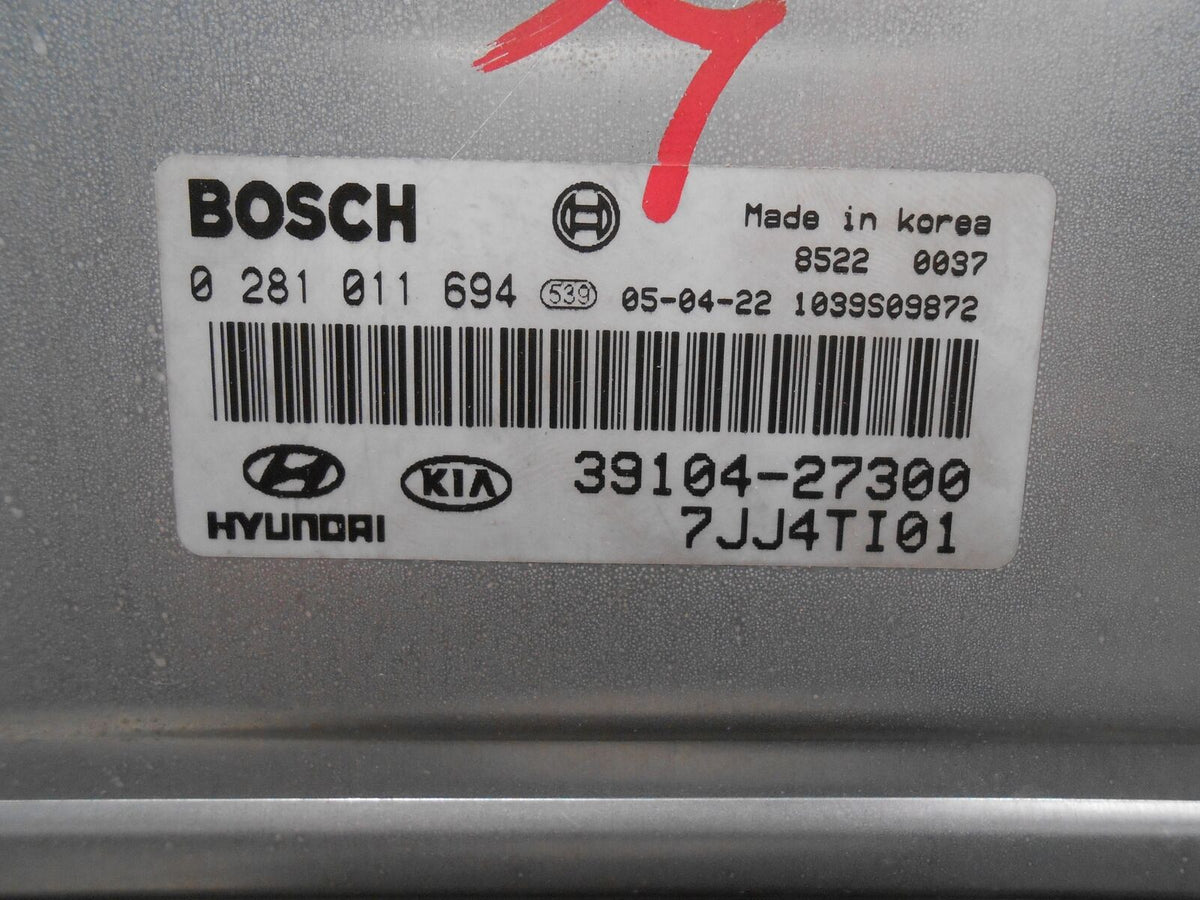 BOSCH
Made in korea
8522 0037
0 281 011 694 539 05-04-22 1039S09872
HYUNDAI KIA 39104-27300
7JJ4TI01